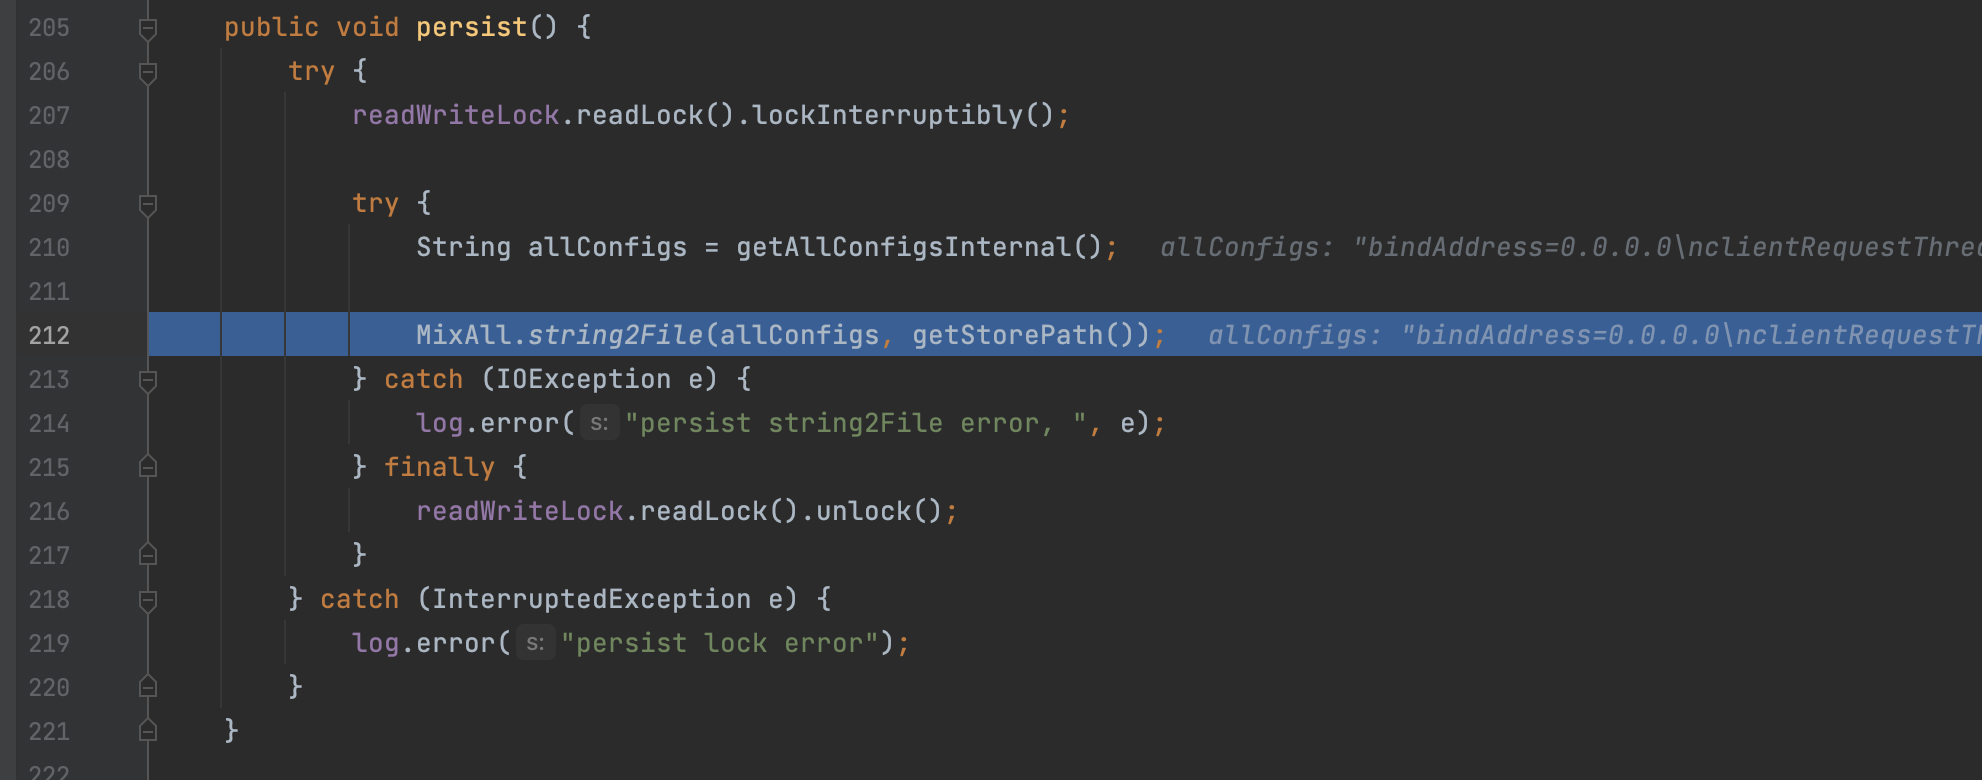 205 public void persist() {
206 try {
207 readWriteLock.readLock().lockInterruptibly();
208
209 try {
210 String allConfigs = getAllConfigsInternal(); allConfigs: "bindAddress=0.0.0.0\nclientRequestThre
211
212 MixAll.string2File(allConfigs, getStorePath()); allConfigs: "bindAddress=0.0.0.0\nclientRequestTh
213 } catch (IOException e) {
214 log.error( s: "persist string2File error, ", e);
215 } finally {
216 readWriteLock.readLock().unlock();
217 }
218 } catch (InterruptedException e) {
219 log.error( s: "persist lock error");
220 }
221 }
222